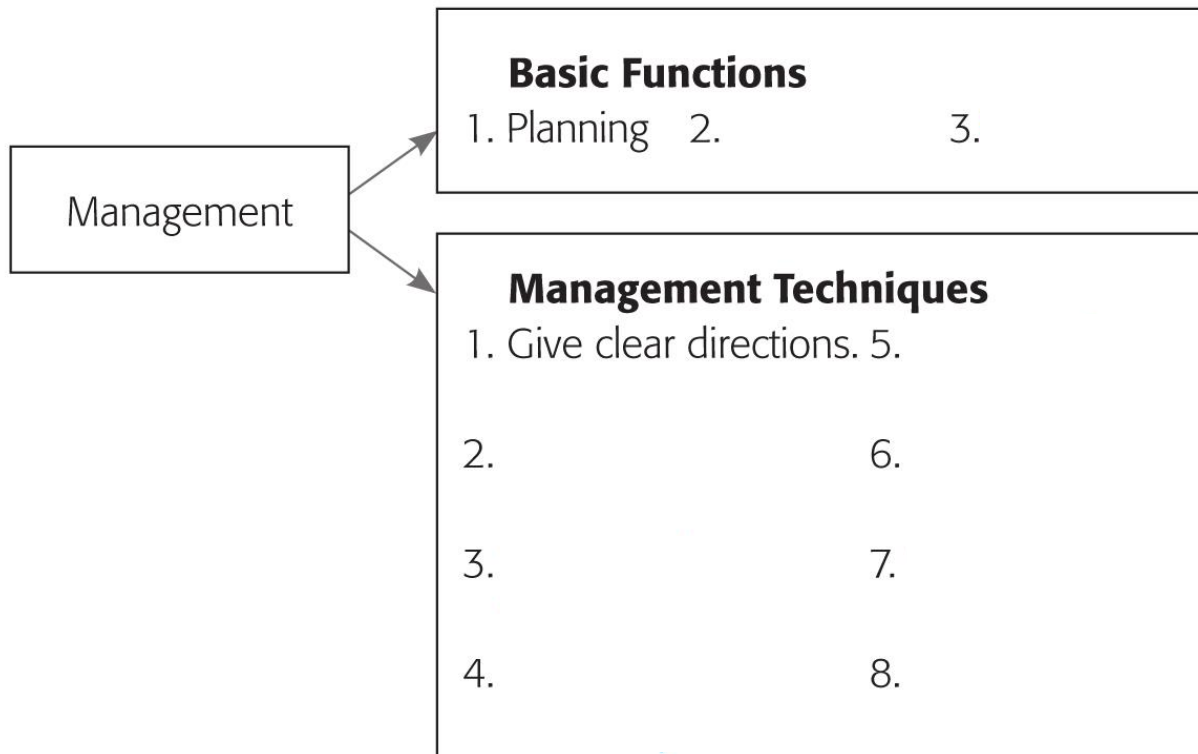 Basic Functions
1. Planning 2. 3.
Management
Management Techniques
1. Give clear directions. 5.
2. 6.
3. 7.
4. 8.